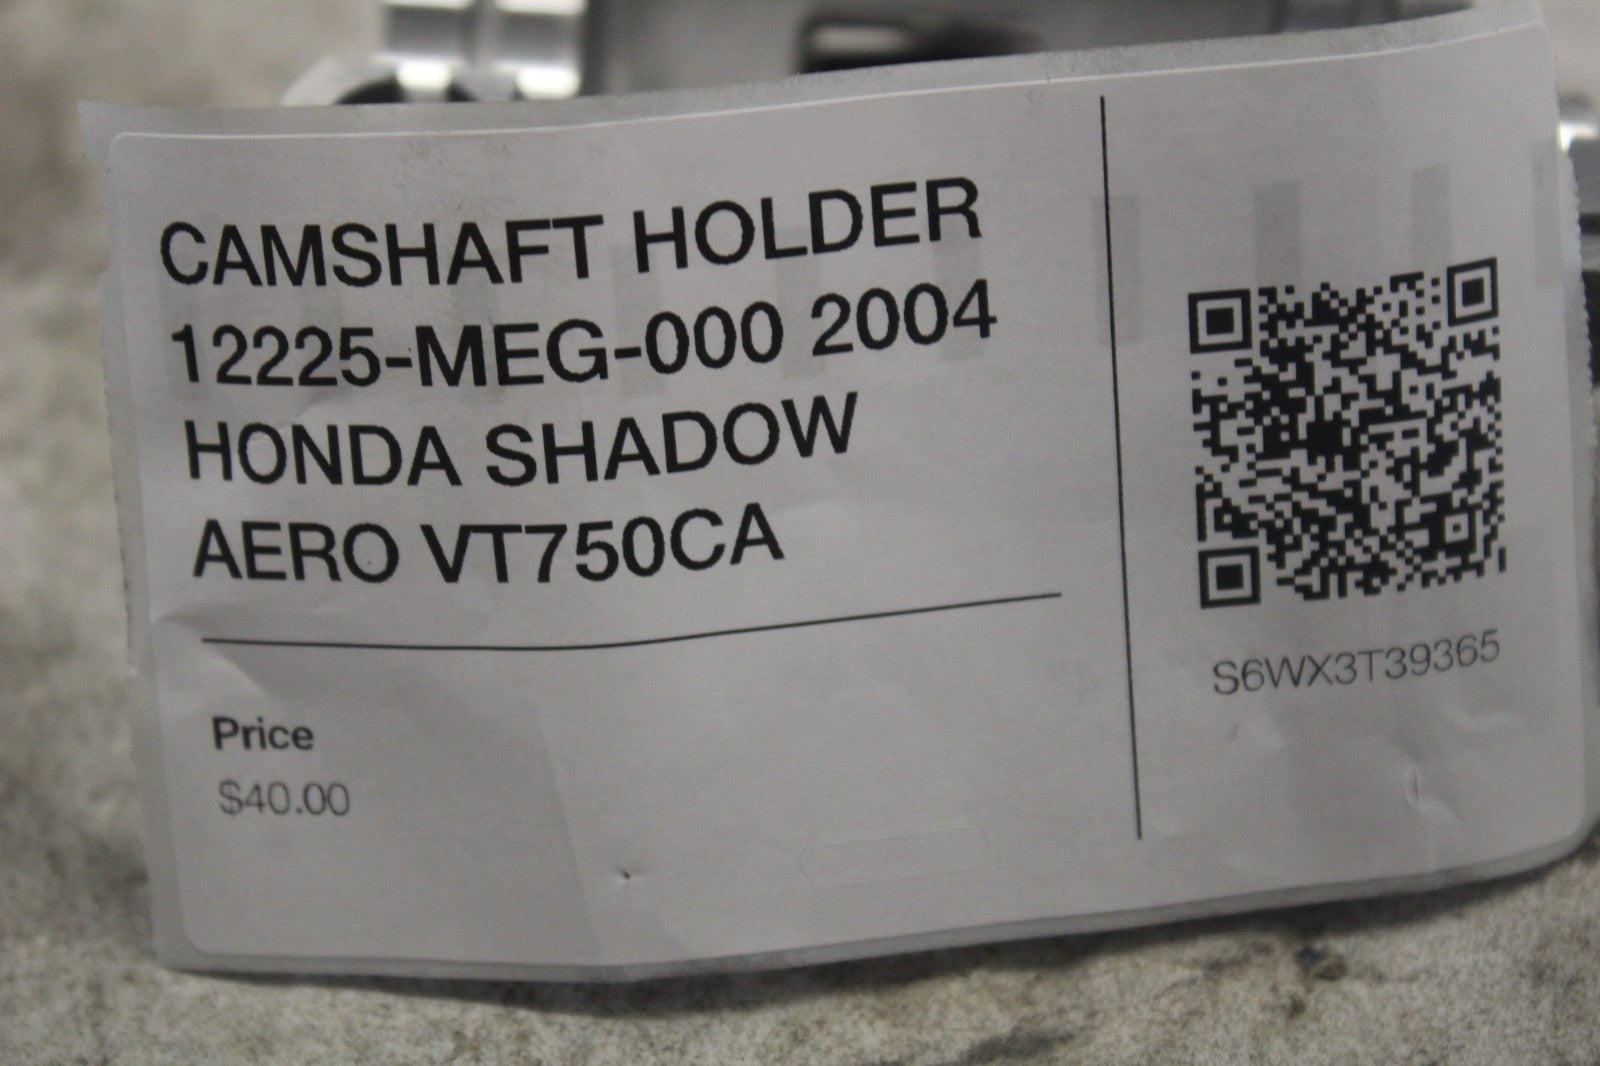 CAMSHAFT HOLDER
12225-MEG-000 2004
HONDA SHADOW
AERO VT750CA
Price
$40.00
S6WX3T39365